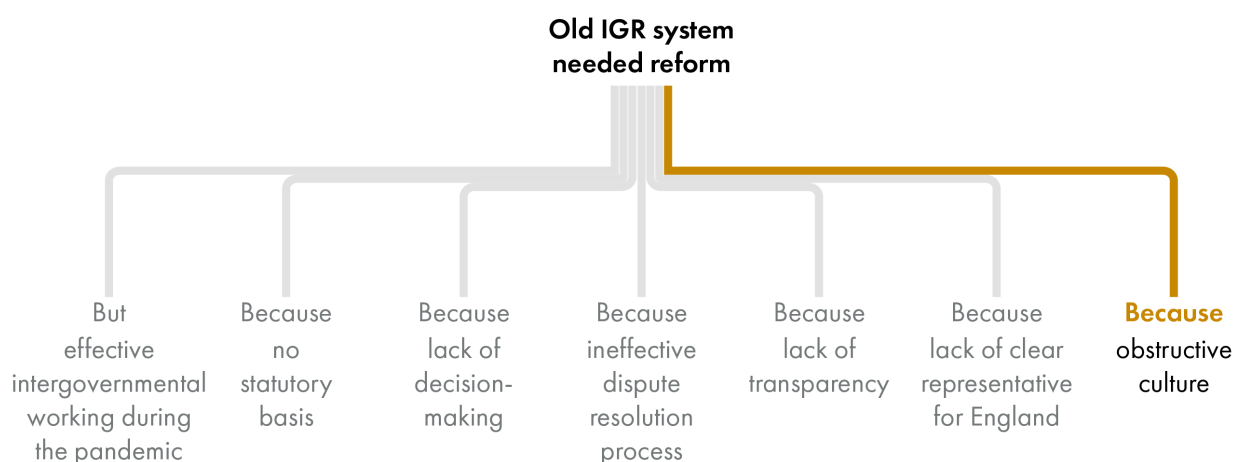 Old IGR system
needed reform
But
effective
intergovernmental
working during
the pandemic
Because
no
statutory
basis
Because
lack of
decision-
making
Because
ineffective
dispute
resolution
process
Because
lack of
transparency
Because
lack of clear
representative
for England
Because
obstructive
culture